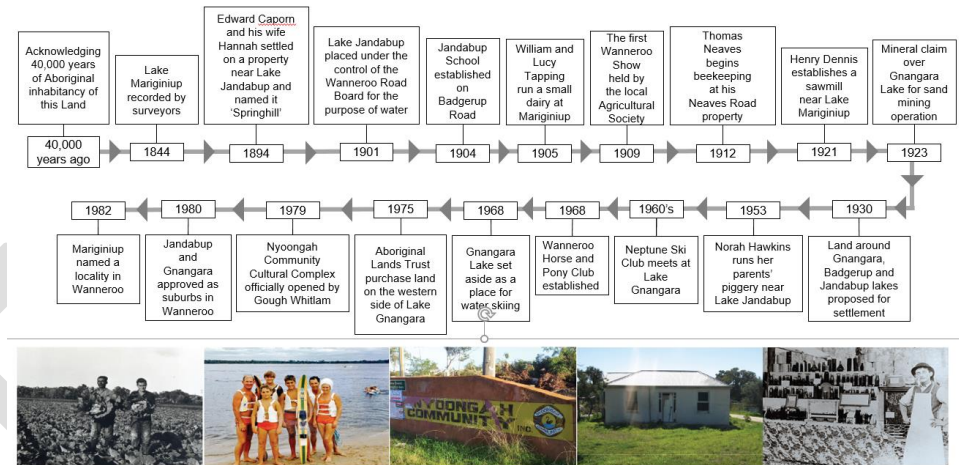 Acknowledging
40,000 years
of Aboriginal
inhabitancy of
this Land
40,000
years ago
Lake
Mariginiup
recorded by
surveyors
1844
Edward Caporn
and his wife
Hannah settled
on a property
near Lake
Jandabup and
named it
'Springhill'
1894
Lake Jandabup
placed under the
control of the
Wanneroo Road
Board for the
purpose of water
1901
Jandabup
School
established
on
Badgerup
Road
1904
William and
Lucy
Tapping
run a small
dairy at
Mariginiup
1905
The first
Wanneroo
Show
held by
the local
Agricultural
Society
1909
Thomas
Neaves
begins
beekeeping
at his
Neaves Road
property
1912
Henry Dennis
establishes a
sawmill
near Lake
Mariginiup
1921
Mineral claim
over
Gnangara
Lake for sand
mining
operation
1923
1930
Land around
Gnangara,
Badgerup and
Jandabup lakes
proposed for
settlement
1953
Norah Hawkins
runs her
parents'
piggery near
Lake Jandabup
1960's
Neptune Ski
Club meets at
Lake
Gnangara
1968
Wanneroo
Horse and
Pony Club
established
1968
Gnangara
Lake set
aside as a
place for
water skiing
1975
Aboriginal
Lands Trust
purchase land
on the western
side of Lake
Gnangara
1979
Nyoongah
Community
Cultural Complex
officially opened by
Gough Whitlam
1980
Jandabup
and
Gnangara
approved as
suburbs in
Wanneroo
1982
Mariginiup
named a
locality in
Wanneroo
NYOONGAH
COMMUNITY INC.